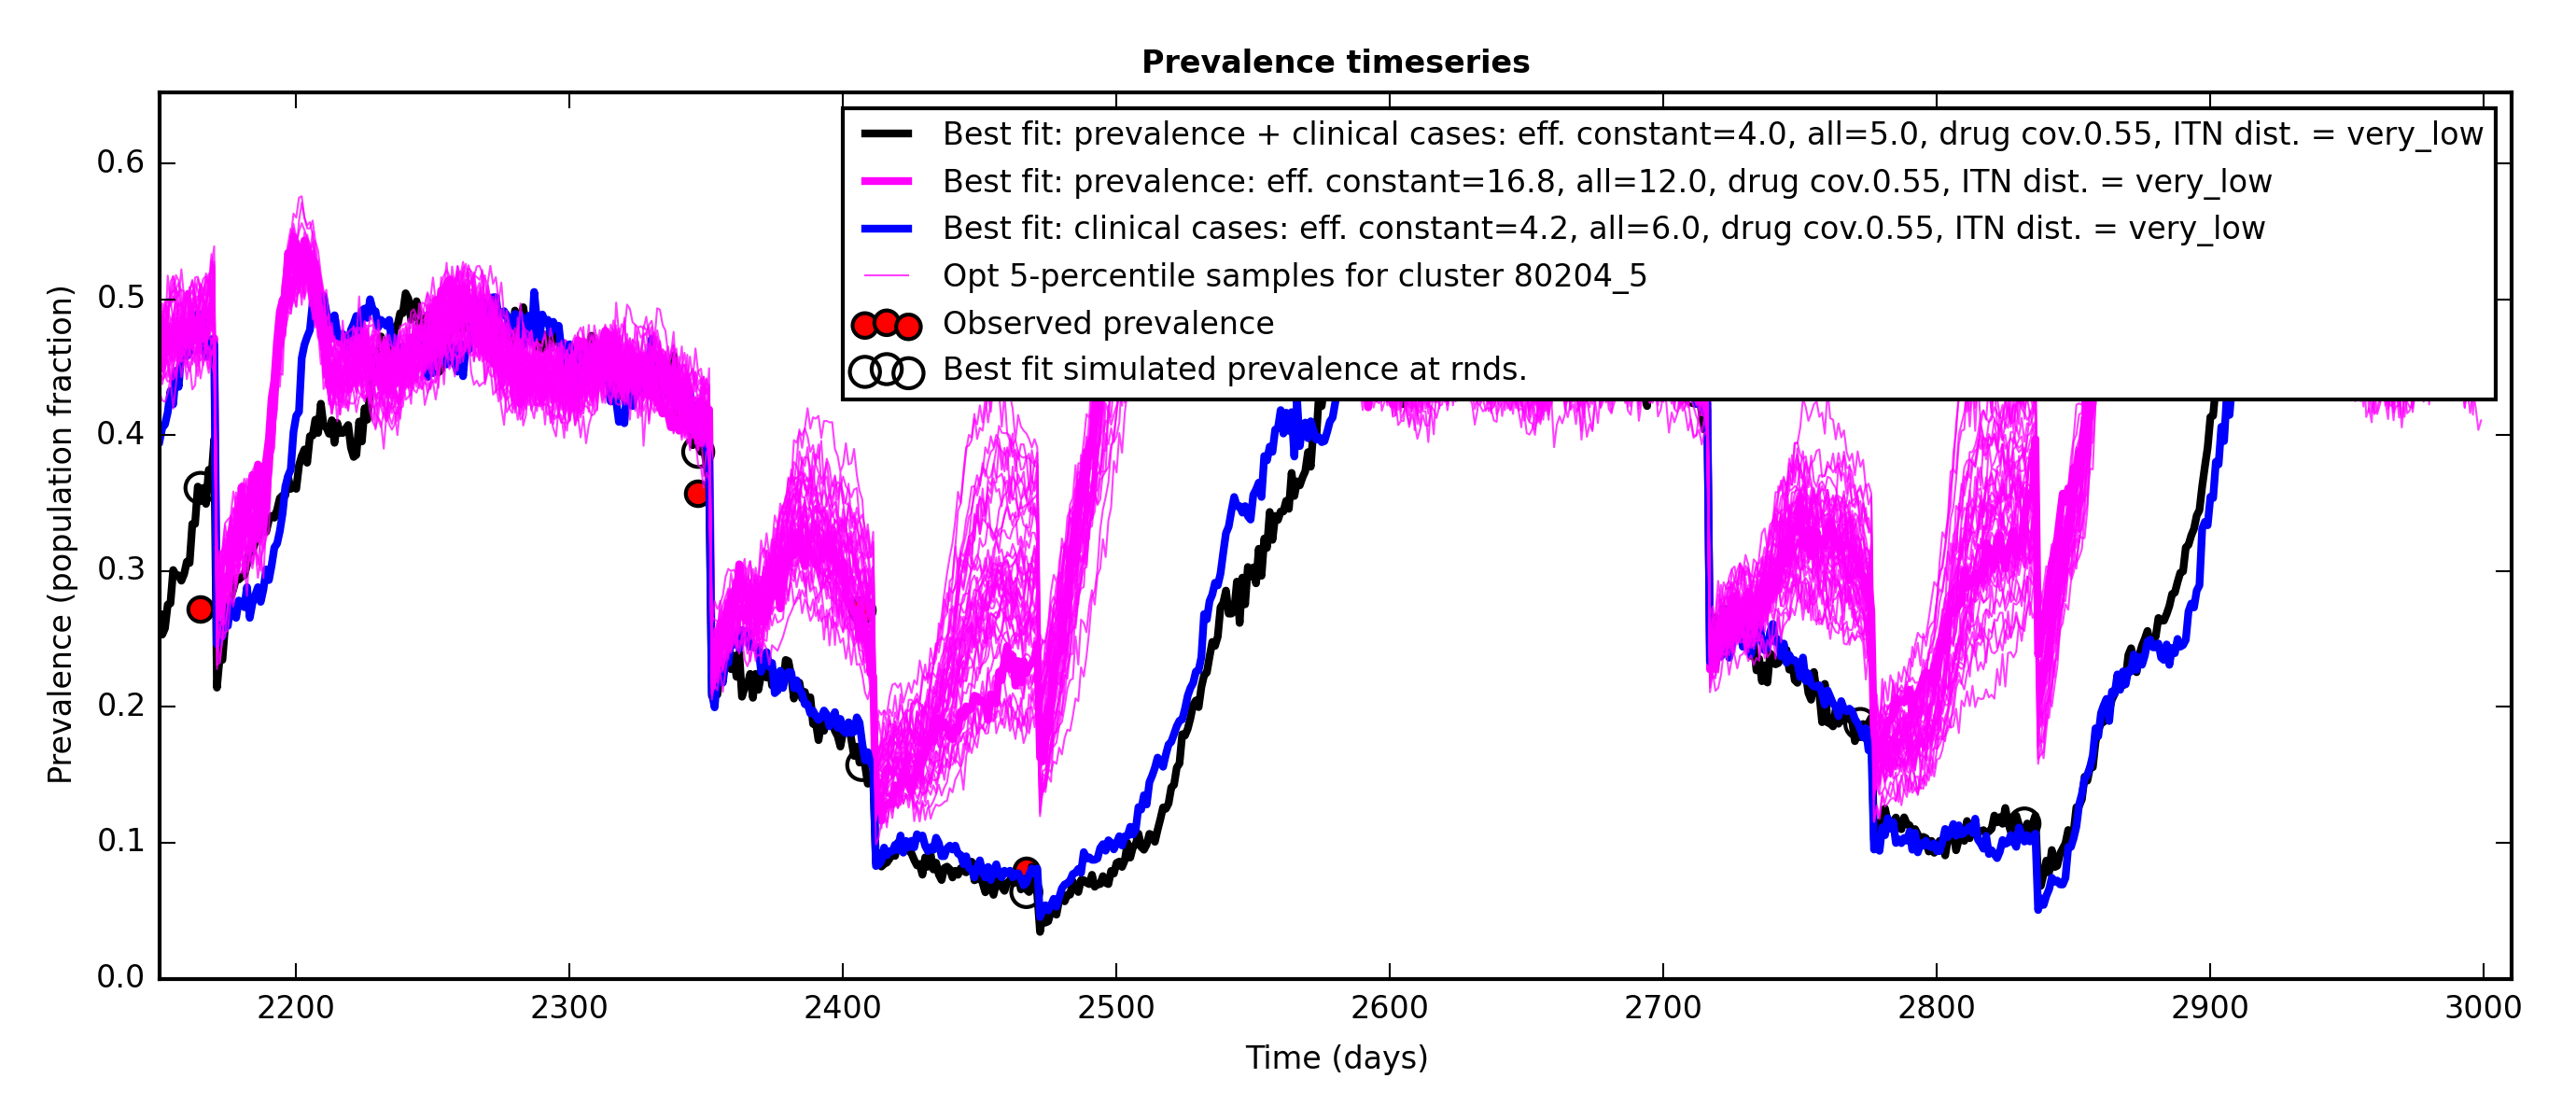 Prevalence timeseries
Best fit: prevalence + clinical cases: eff. constant=4.0, all=5.0, drug cov.0.55, ITN dist. = very_low
Best fit: prevalence: eff. constant=16.8, all=12.0, drug cov.0.55, ITN dist. = very_low
Best fit: clinical cases: eff. constant=4.2, all=6.0, drug cov.0.55, ITN dist. = very_low
Opt 5-percentile samples for cluster 80204_5
Observed prevalence
Best fit simulated prevalence at rnds.
Prevalence (population fraction)
0.6
0.5
0.4
0.3
0.2
0.1
0.0
2200 2300 2400 2500 2600 2700 2800 2900 3000
Time (days)